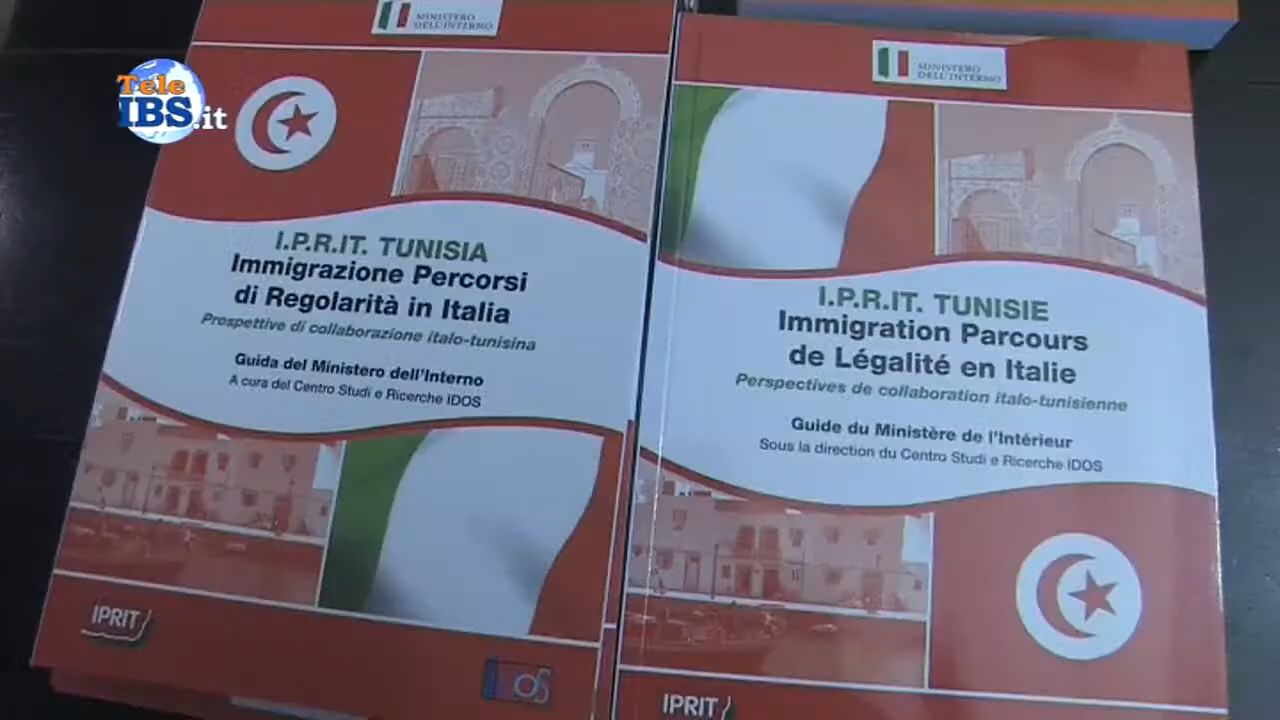 Tele
IBS.it
MINISTERO
DELL'INTERNO
I.P.R.IT. TUNISIA
Immigrazione Percorsi
di Regolarità in Italia
Prospettive di collaborazione italo-tunisina
Guida del Ministero dell'Interno
A cura del Centro Studi e Ricerche IDOS
IPRIT
MINISTERO
DELL'INTERNO
I.P.R.IT. TUNISIE
Immigration Parcours
de Légalité en Italie
Perspectives de collaboration italo-tunisienne
Guide du Ministère de l'Intérieur
Sous la direction du Centro Studi e Ricerche IDOS
IPRIT